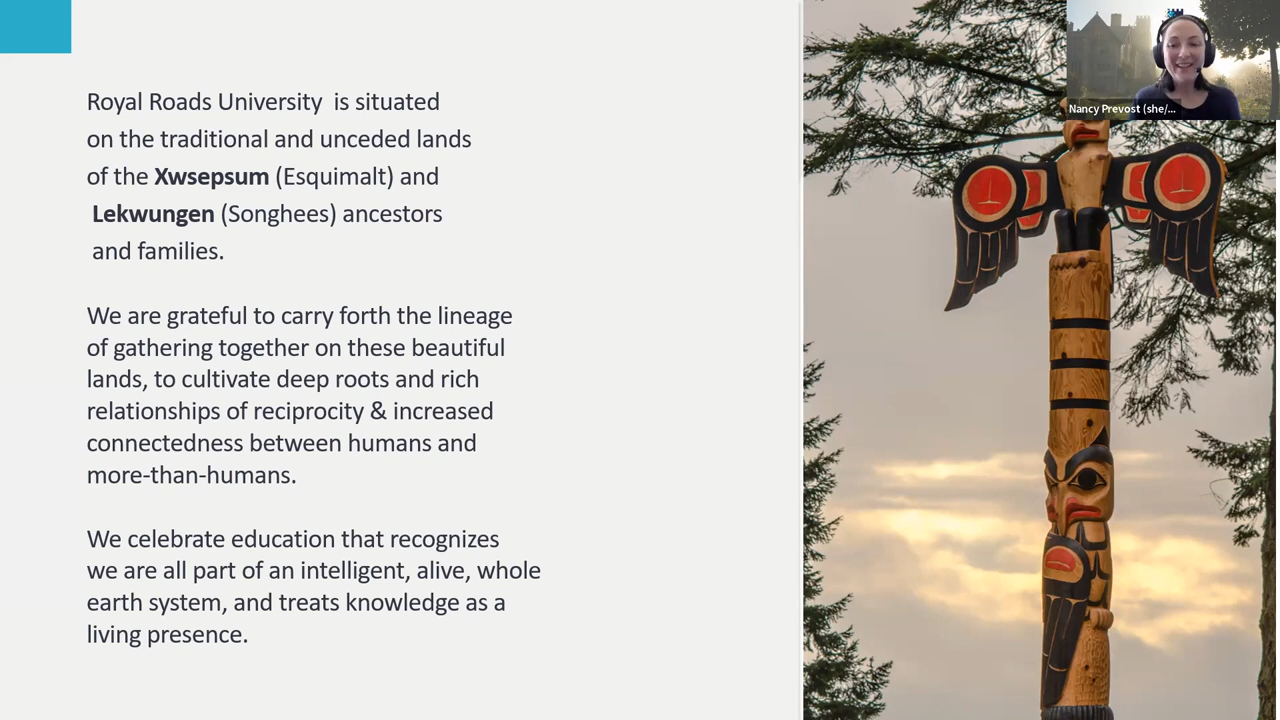 Royal Roads University is situated
on the traditional and unceded lands
of the Xwsepsum (Esquimalt) and
Lekwungen (Songhees) ancestors
and families.
We are grateful to carry forth the lineage
of gathering together on these beautiful
lands, to cultivate deep roots and rich
relationships of reciprocity & increased
connectedness between humans and
more-than-humans.
We celebrate education that recognizes
we are all part of an intelligent, alive, whole
earth system, and treats knowledge as a
living presence.
Nancy Prevost (she/...